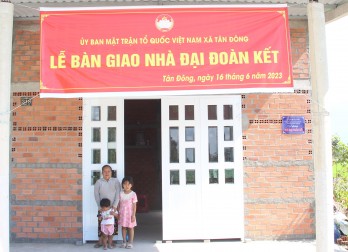 ỦY BAN MẶT TRẬN TỔ QUỐC VIỆT NAM XÃ TÂN ĐÔNG
LỄ BÀN GIAO NHÀ ĐẠI ĐOÀN KẾT
Tân Đông, ngày 16 tháng 6 năm 2023